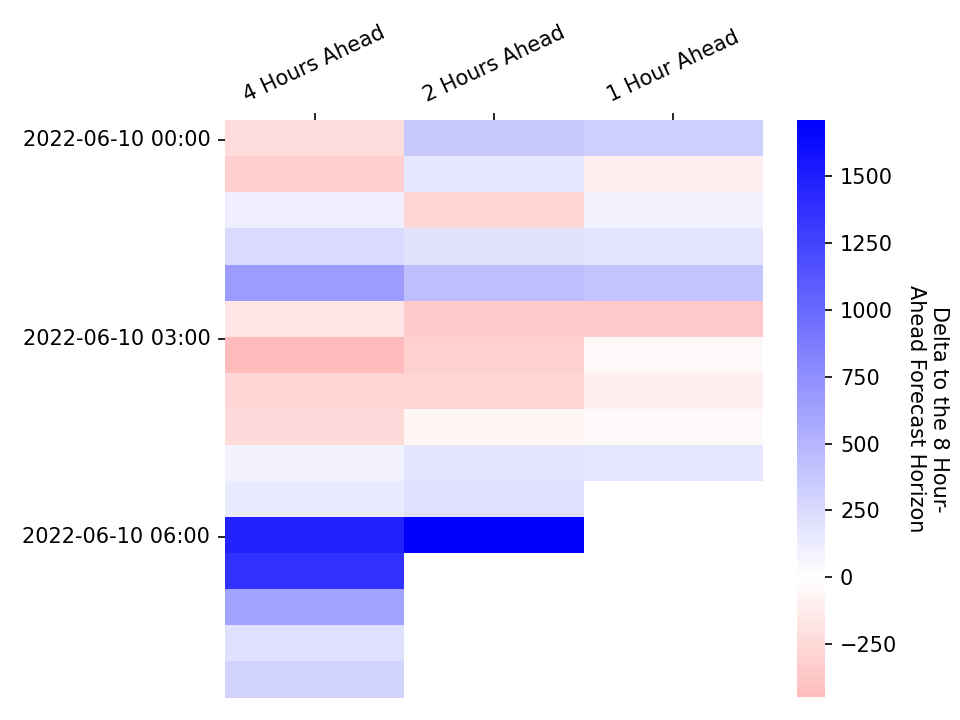 4 Hours Ahead
2 Hours Ahead
1 Hour Ahead
2022-06-10 00:00
2022-06-10 03:00
2022-06-10 06:00
1500
1250
1000
750
500
250
0
−250
Delta to the 8 Hour-
Ahead Forecast Horizon